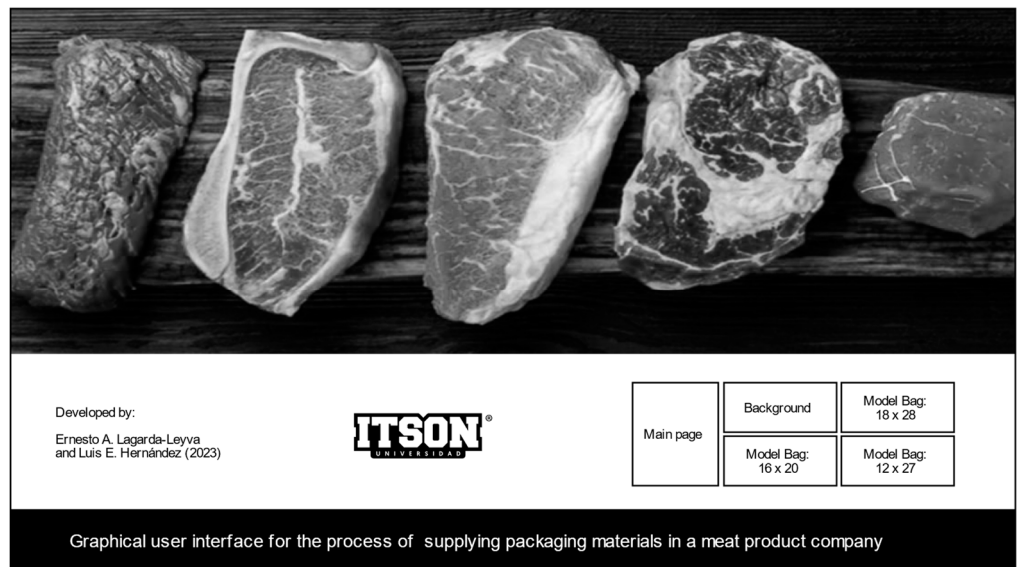 Developed by:
Ernesto A. Lagarda-Leyva
and Luis E. Hernández (2023)
ITSON®
UNIVERSIDAD
Main page
Background
Model Bag:
18 x 28
Model Bag:
16 x 20
Model Bag:
12 x 27
Graphical user interface for the process of  supplying packaging materials in a meat product company